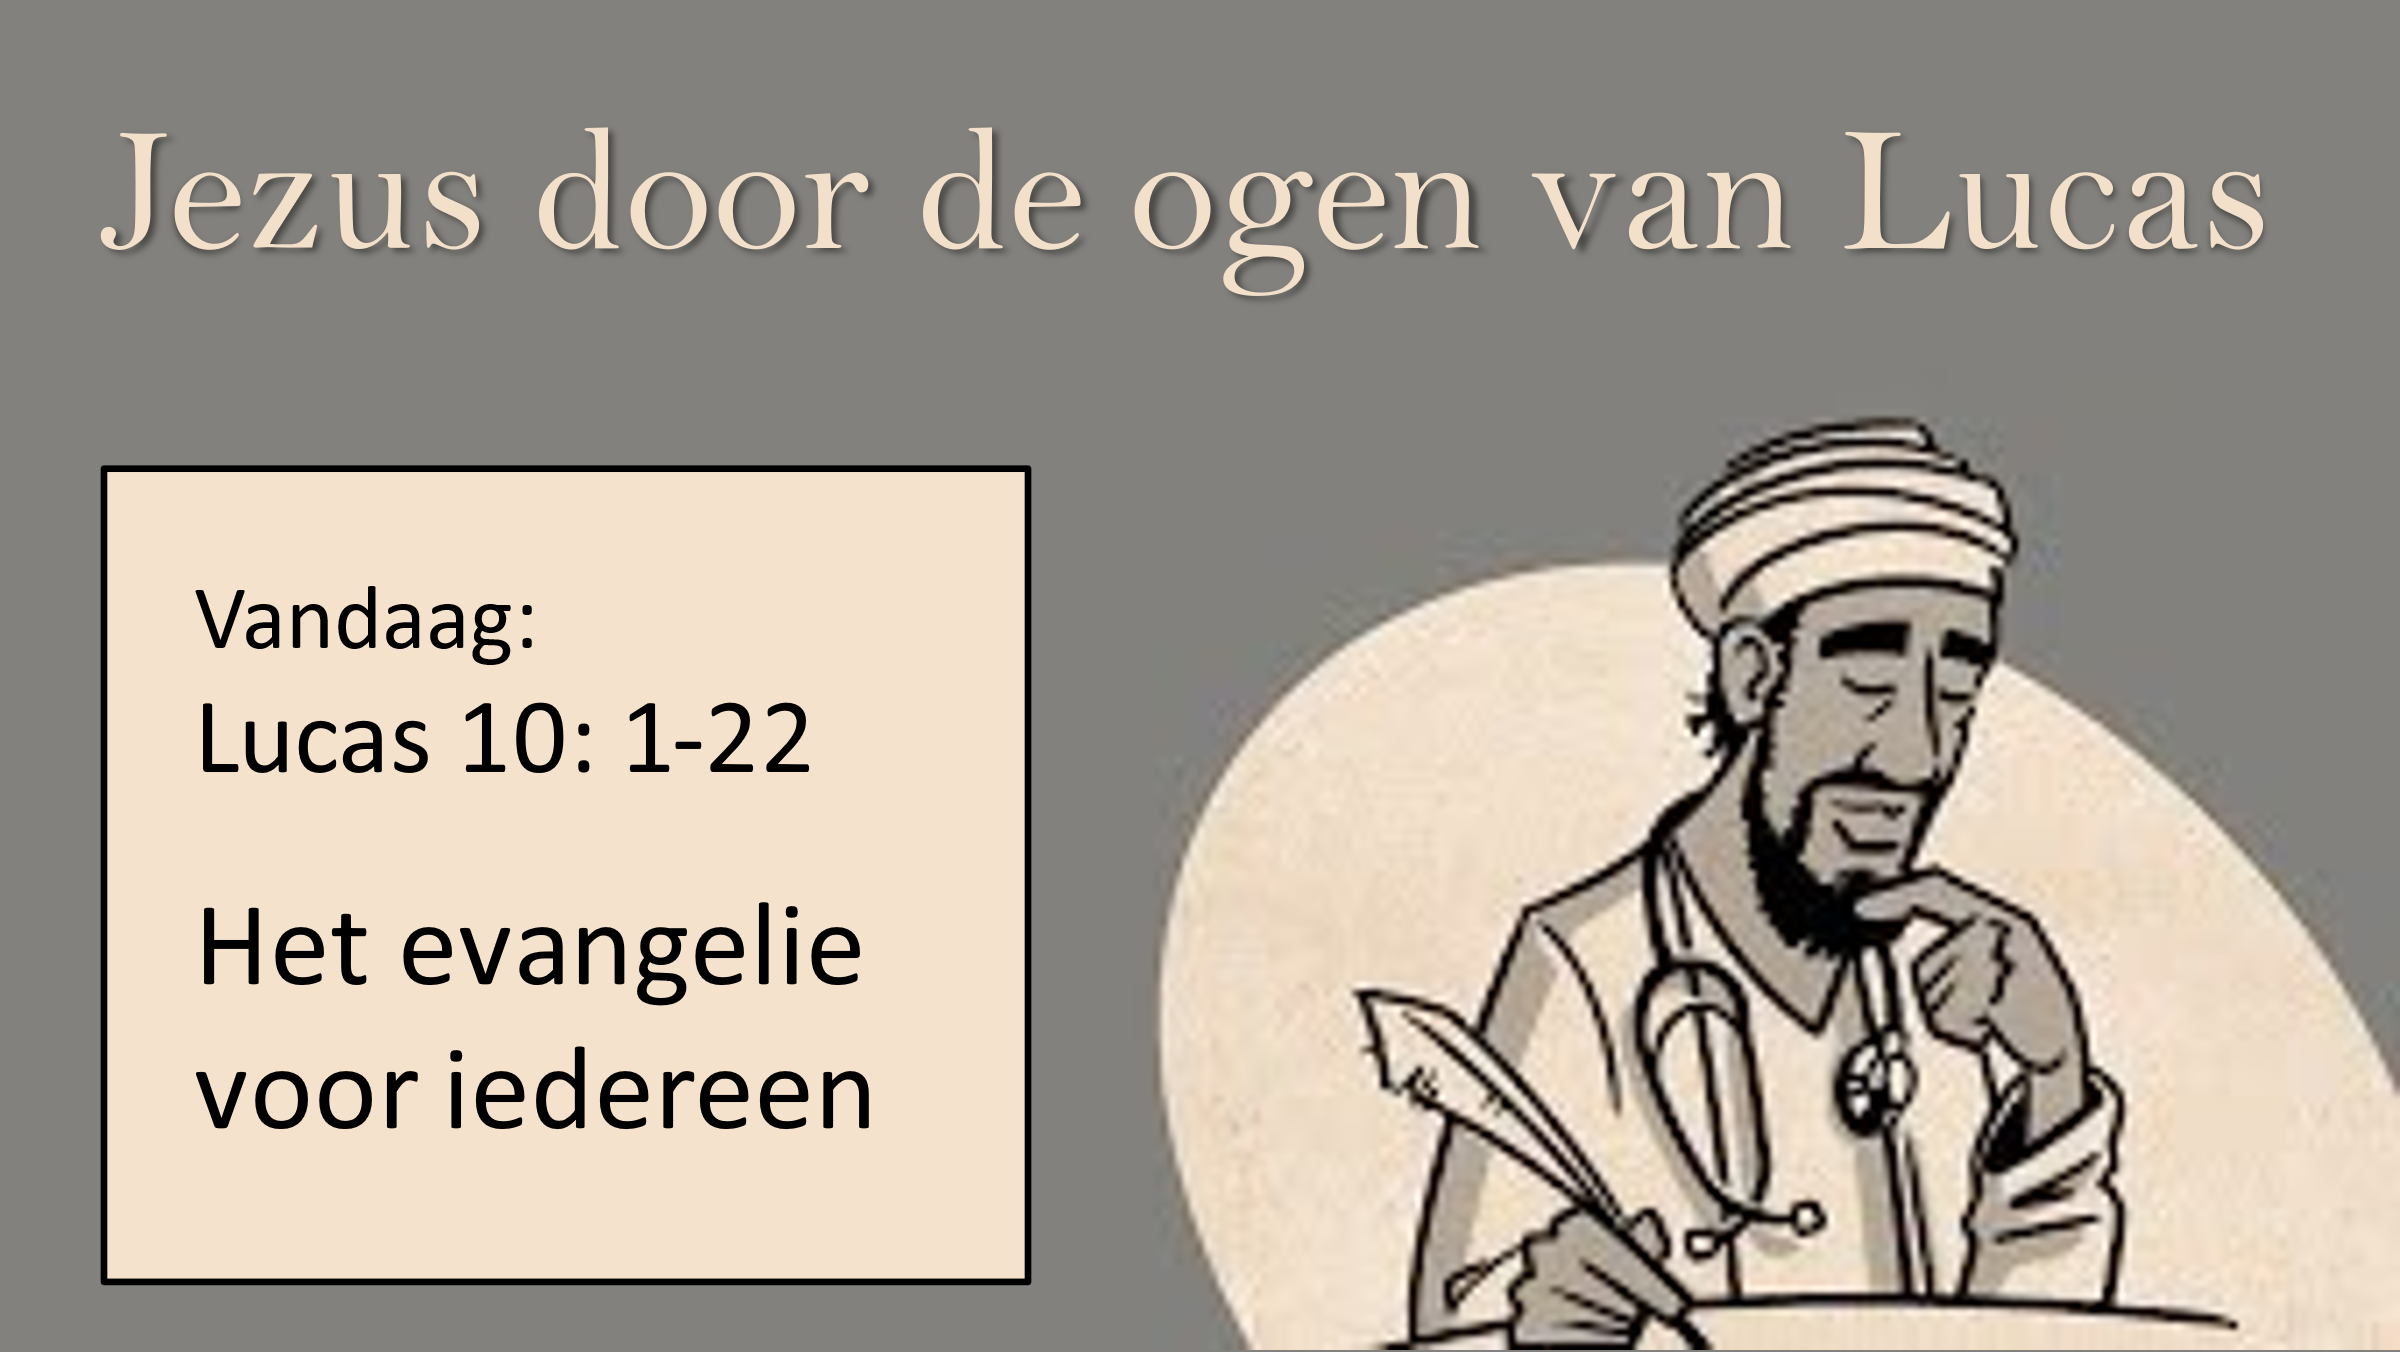 Jezus door de ogen van Lucas
Vandaag:
Lucas 10: 1-22
Het evangelie
voor iedereen